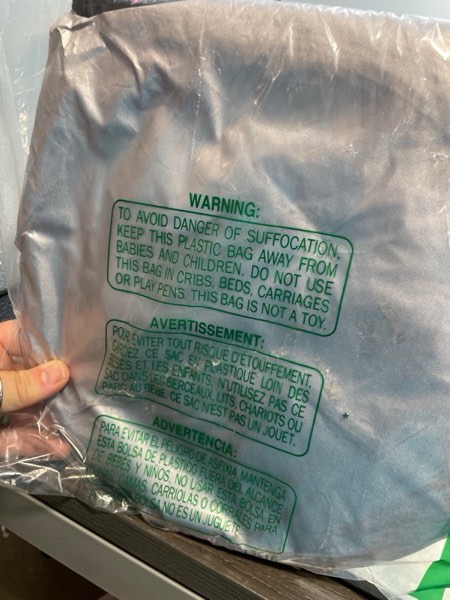 WARNING:
TO AVOID DANGER OF SUFFOCATION,
KEEP THIS PLASTIC BAG AWAY FROM
BABIES AND CHILDREN. DO NOT USE
THIS BAG IN CRIBS, BEDS, CARRIAGES
OR PLAY PENS. THIS BAG IS NOT A TOY.
AVERTISSEMENT:
POUR ÉVITER TOUT RISQUE D'ÉTOUFFEMENT,
GARDEZ CE SAC EN PLASTIQUE LOIN DES
BÉBÉS ET LES ENFANTS. N'UTILISEZ PAS CE
SAC DANS LES BERCEAUX, LITS, CHARIOTS OU
PARC AU BÉBÉ. CE SAC N'EST PAS UN JOUET.
ADVERTENCIA:
PARA EVITAR EL PELIGRO DE ASFIXIA, MANTENGA
ESTA BOLSA DE PLASTICO FUERA DEL ALCANCE
DE BEBES Y NINOS. NO USAR ESTA BOLSA EN
CAMAS, CARRIOLAS O CORRALES PARA
BOLSA NO ES UN JUGUETE.